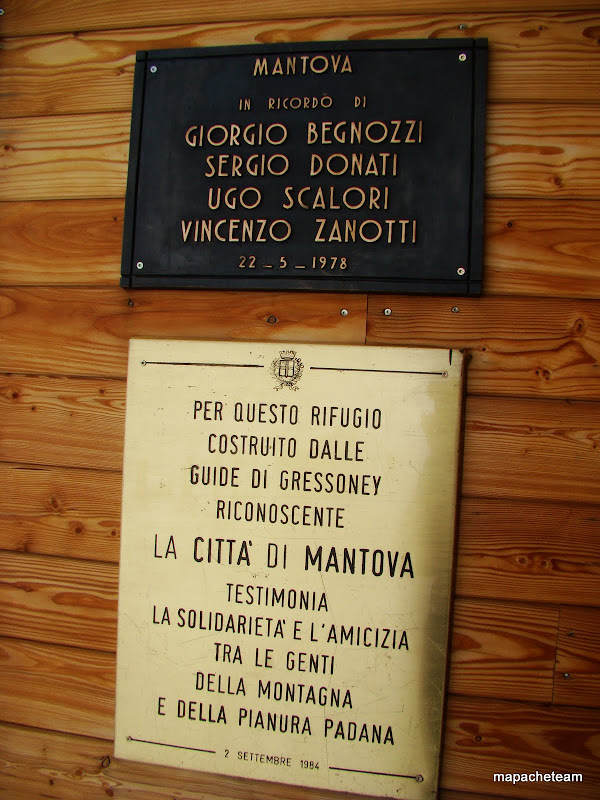 MANTOVA
IN RICORDO DI
GIORGIO BEGNOZZI
SERGIO DONATI
UGO SCALORI
VINCENZO ZANOTTI
22 _ 5 _ 1978
PER QUESTO RIFUGIO
COSTRUITO DALLE
GUIDE DI GRESSONEY
RICONOSCENTE
LA CITTA' DI MANTOVA
TESTIMONIA
LA SOLIDARIETA' E L'AMICIZIA
TRA LE GENTI
DELLA MONTAGNA
E DELLA PIANURA PADANA
2 SETTEMBRE 1984
mapacheteam